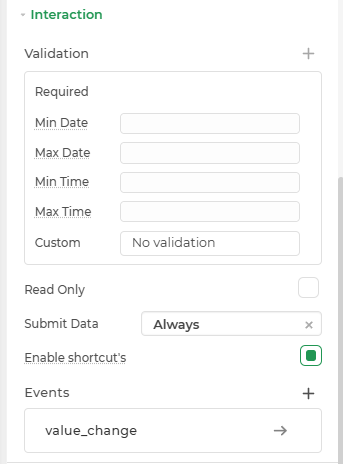 Interaction
Validation
Required
Min Date
Max Date
Min Time
Max Time
Custom No validation
Read Only
Submit Data Always
Enable shortcut's
Events
value_change